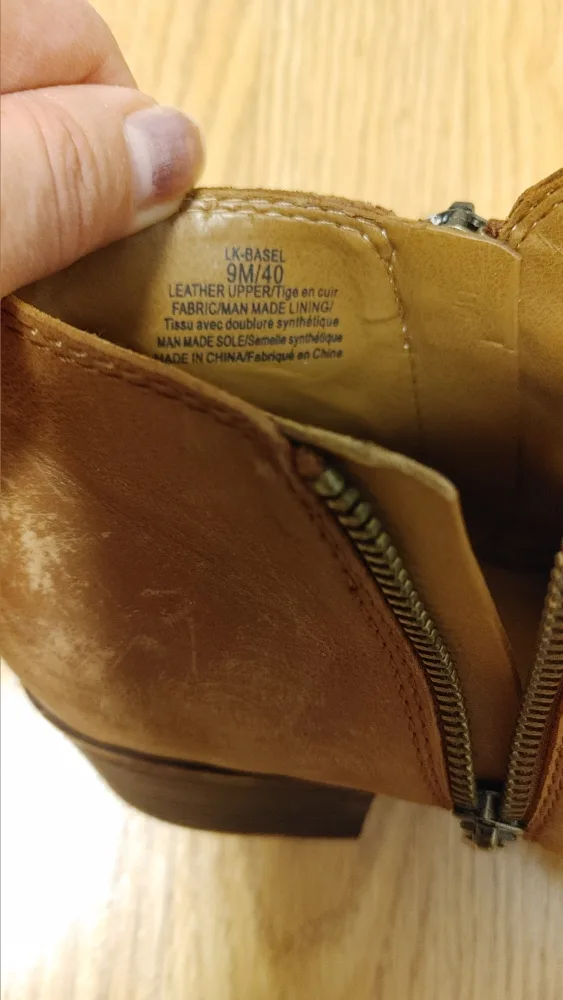 LK-BASEL
9M/40
LEATHER UPPER/Tige en cuir
FABRIC/MAN MADE LINING/
Tissu avec doublure synthétique
MAN MADE SOLE/Semelle synthétique
MADE IN CHINA/Fabriqué en Chine